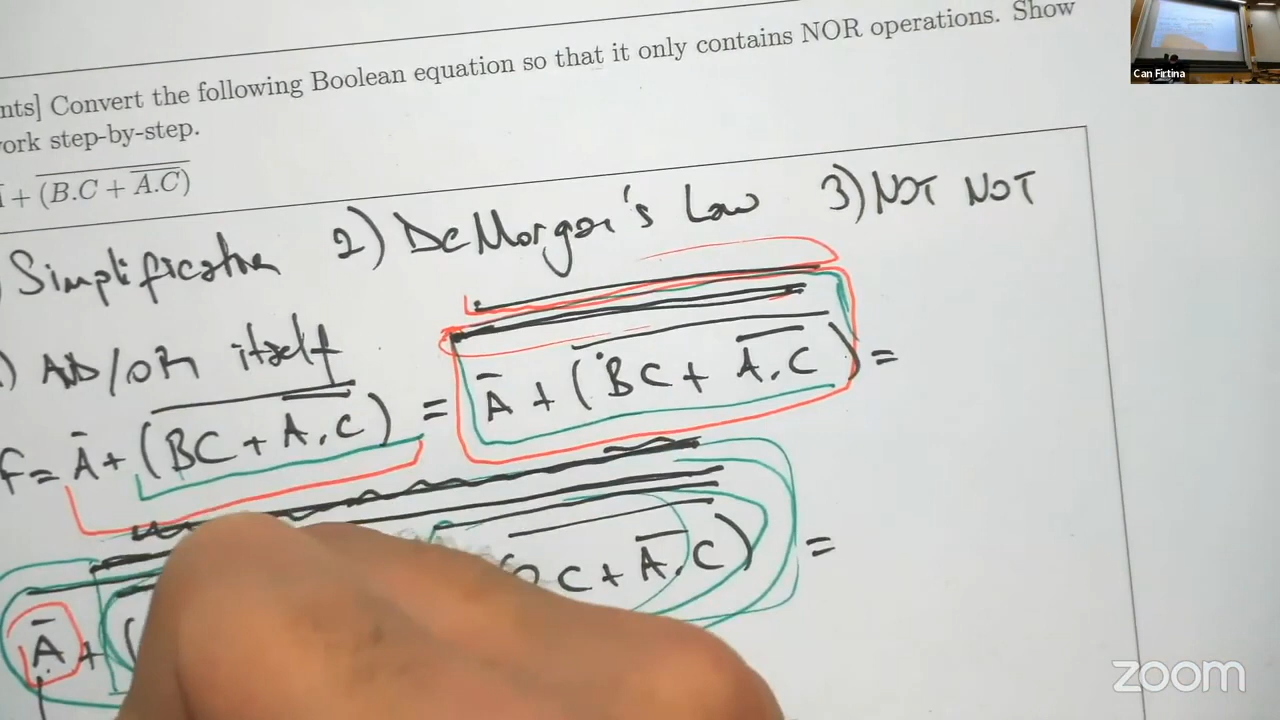 nts] Convert the following Boolean equation so that it only contains NOR operations. Show
ork step-by-step.
+ (B.C + A.C)
Simplification 2) DeMorgan's Law 3) NOT NOT
) AND/OR itself
F = A + (BC + A.C) = A + (BC + A.C) =
A + ( C + A.C) =
Can Firtina
zoom